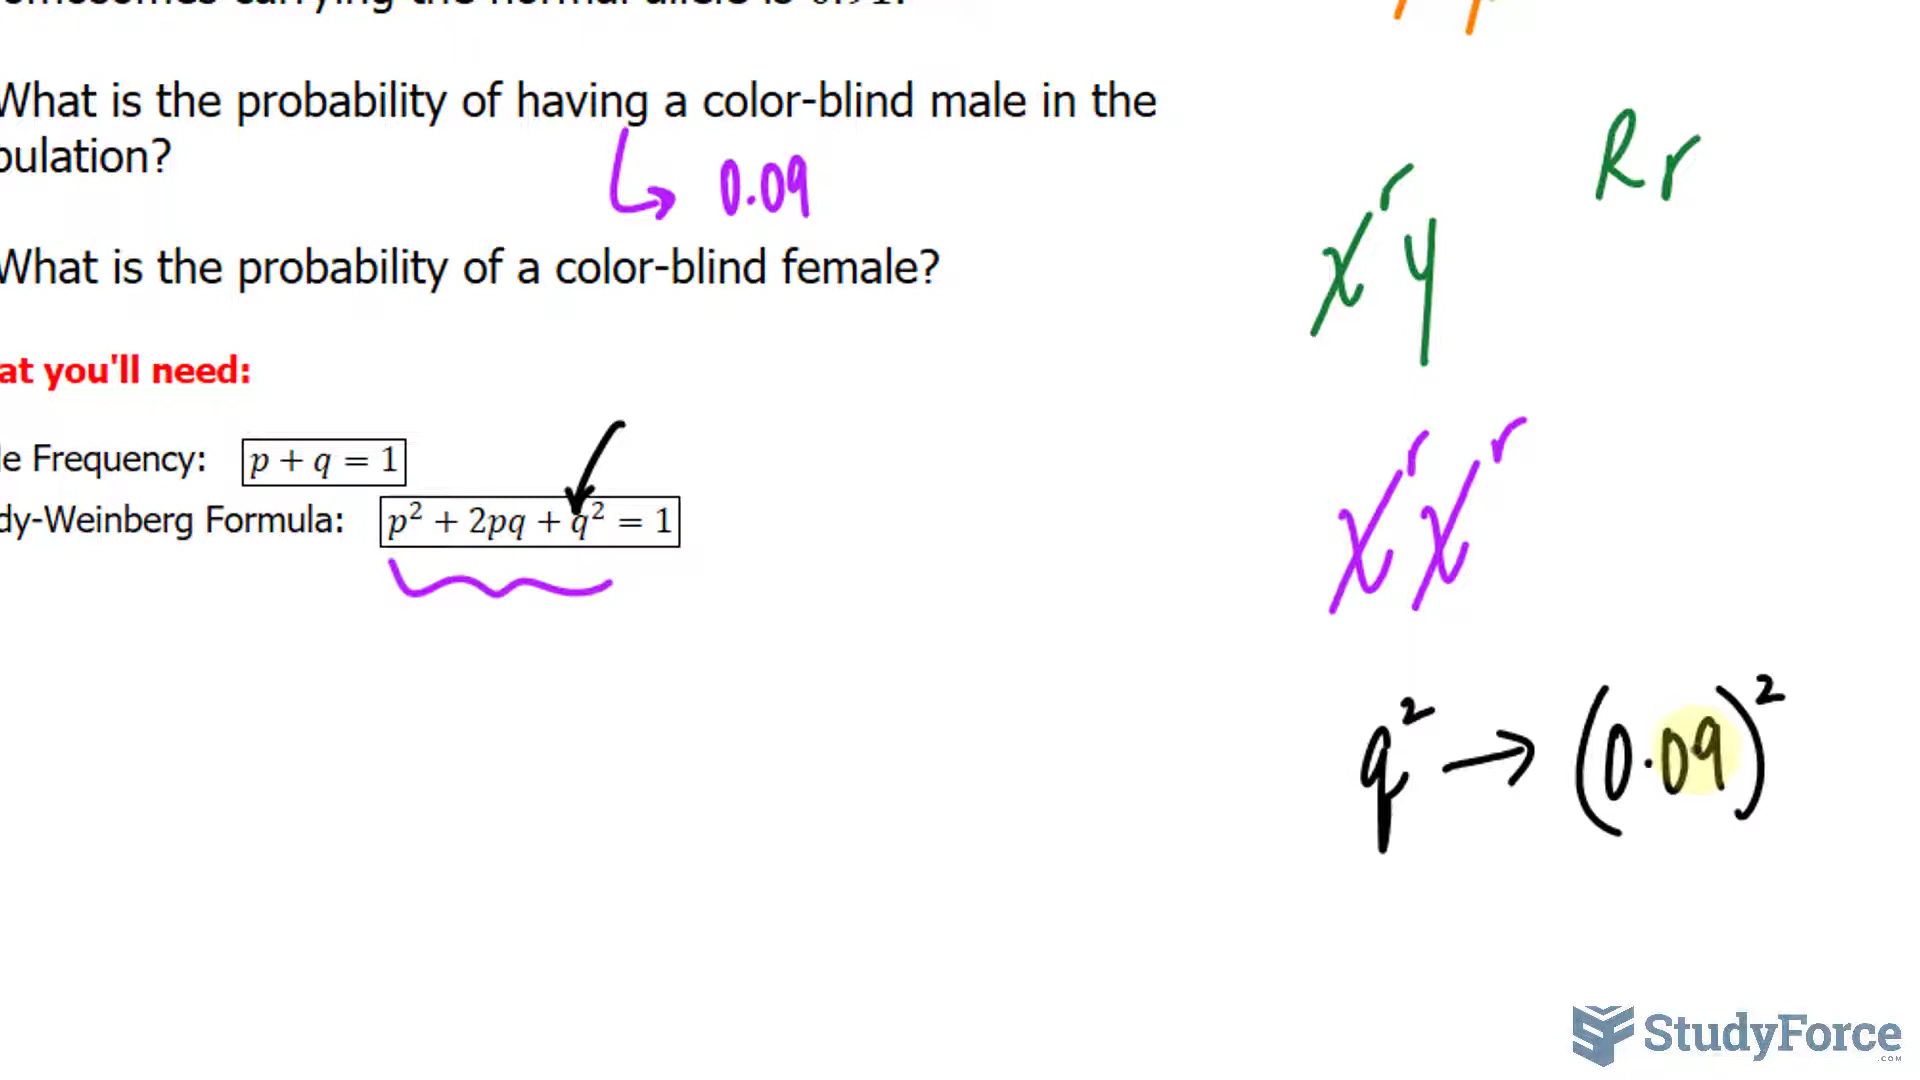 What is the probability of having a color-blind male in the
pulation?
0.09
What is the probability of a color-blind female?
at you'll need:
le Frequency: p + q = 1
dy-Weinberg Formula: p² + 2pq + q² = 1
Rr
XʳY
XʳXʳ
q² → (0.09)²
StudyForce
.COM